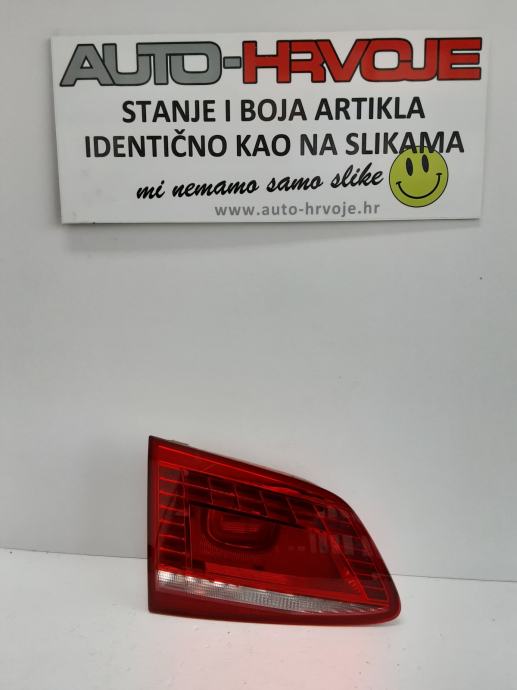 AUTO-HRVOJE
STANJE I BOJA ARTIKLA
IDENTIČNO KAO NA SLIKAMA
mi nemamo samo slike
www.auto-hrvoje.hr